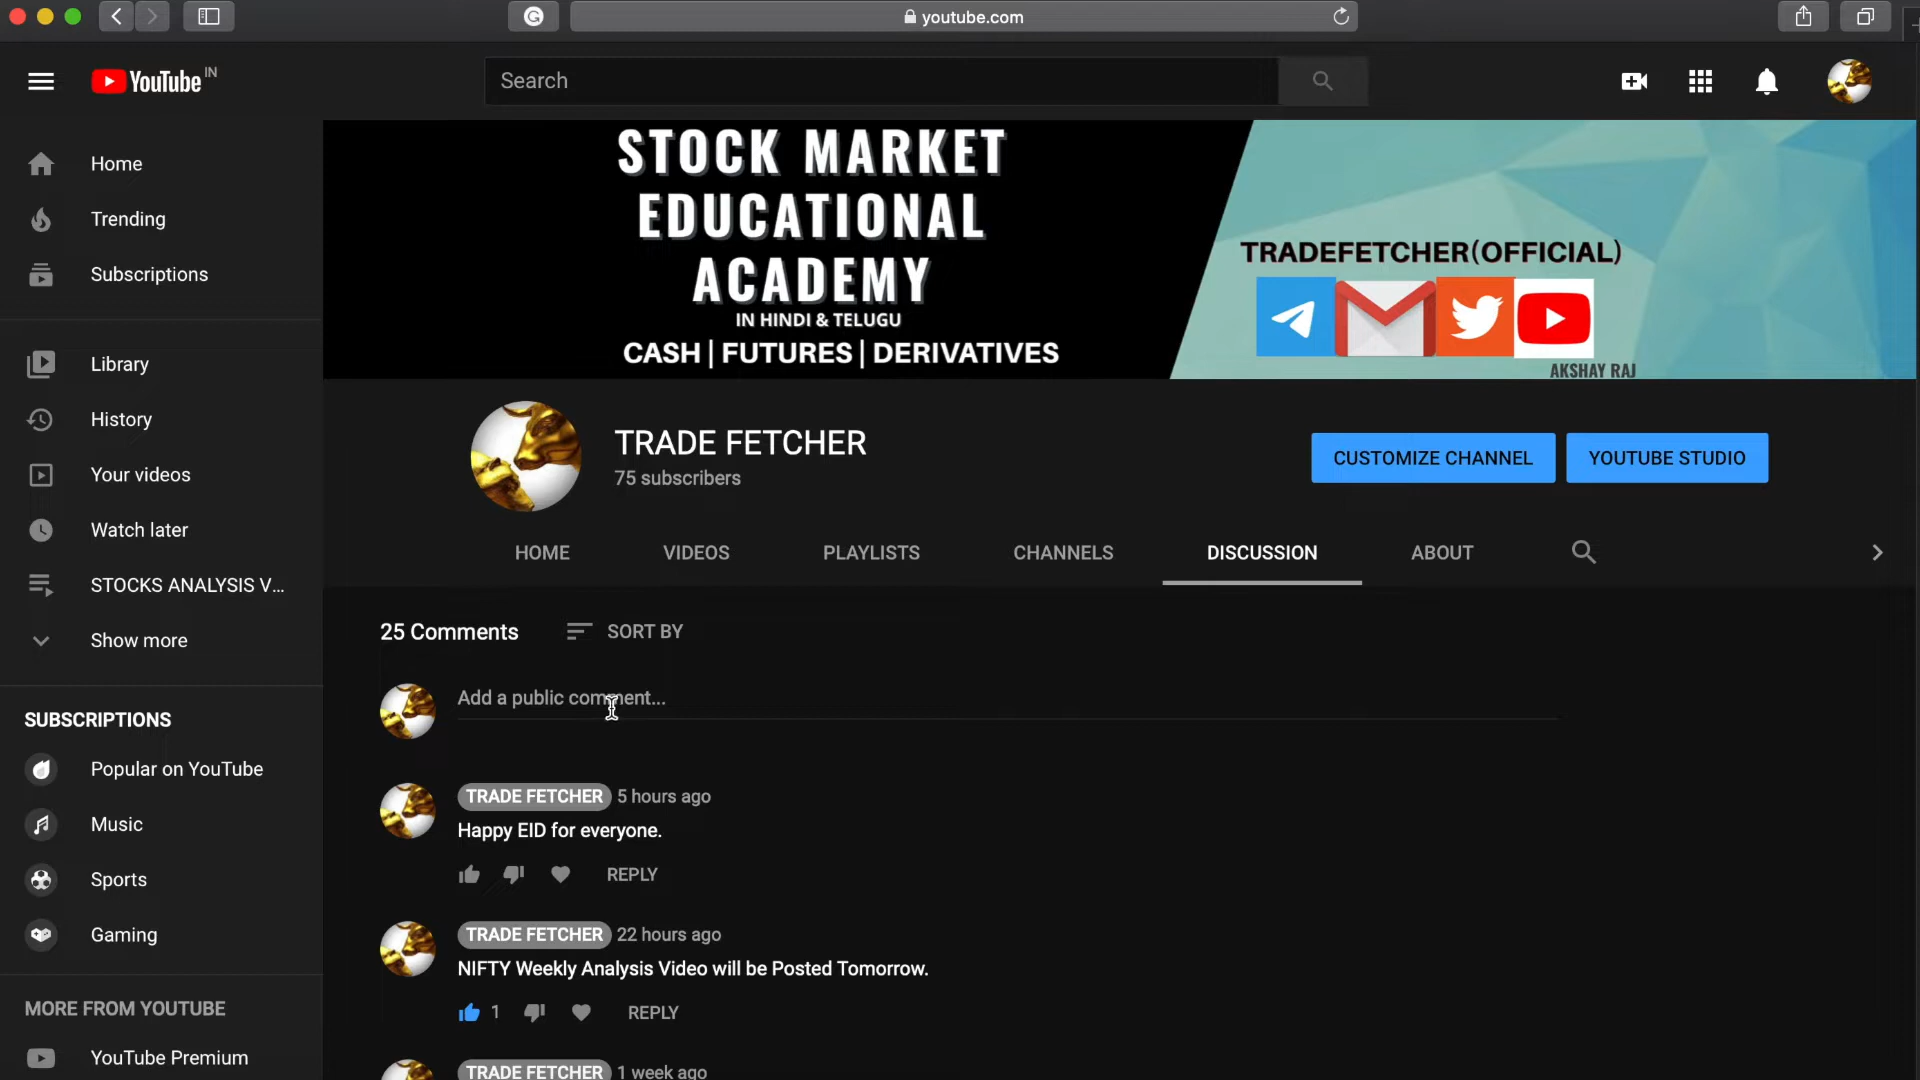 youtube.com
YouTube IN
Search
Home
Trending
Subscriptions
Library
History
Your videos
Watch later
STOCKS ANALYSIS V...
Show more
SUBSCRIPTIONS
Popular on YouTube
Music
Sports
Gaming
MORE FROM YOUTUBE
YouTube Premium
STOCK MARKET
EDUCATIONAL
ACADEMY
IN HINDI & TELUGU
CASH | FUTURES | DERIVATIVES
TRADEFETCHER(OFFICIAL)
AKSHAY RAJ
TRADE FETCHER
75 subscribers
CUSTOMIZE CHANNEL
YOUTUBE STUDIO
HOME VIDEOS PLAYLISTS CHANNELS DISCUSSION ABOUT
25 Comments SORT BY
Add a public comment...
TRADE FETCHER 5 hours ago
Happy EID for everyone.
REPLY
TRADE FETCHER 22 hours ago
NIFTY Weekly Analysis Video will be Posted Tomorrow.
1 REPLY
TRADE FETCHER 1 week ago